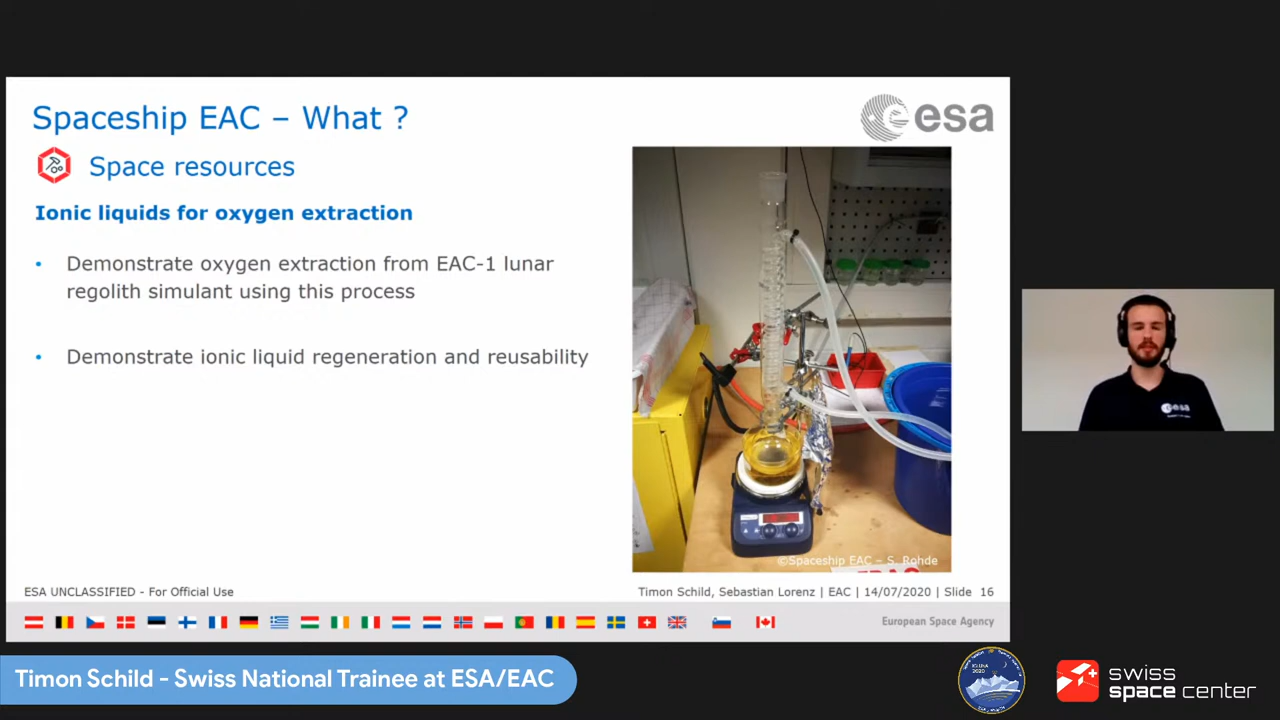 Spaceship EAC – What ?
esa
Space resources
Ionic liquids for oxygen extraction
• Demonstrate oxygen extraction from EAC-1 lunar
regolith simulant using this process
• Demonstrate ionic liquid regeneration and reusability
©Spaceship EAC – S. Rohde
esa
ESA UNCLASSIFIED - For Official Use
Timon Schild, Sebastian Lorenz | EAC | 14/07/2020 | Slide 16
European Space Agency
Timon Schild - Swiss National Trainee at ESA/EAC
IGLUNA
2020
swiss
space center